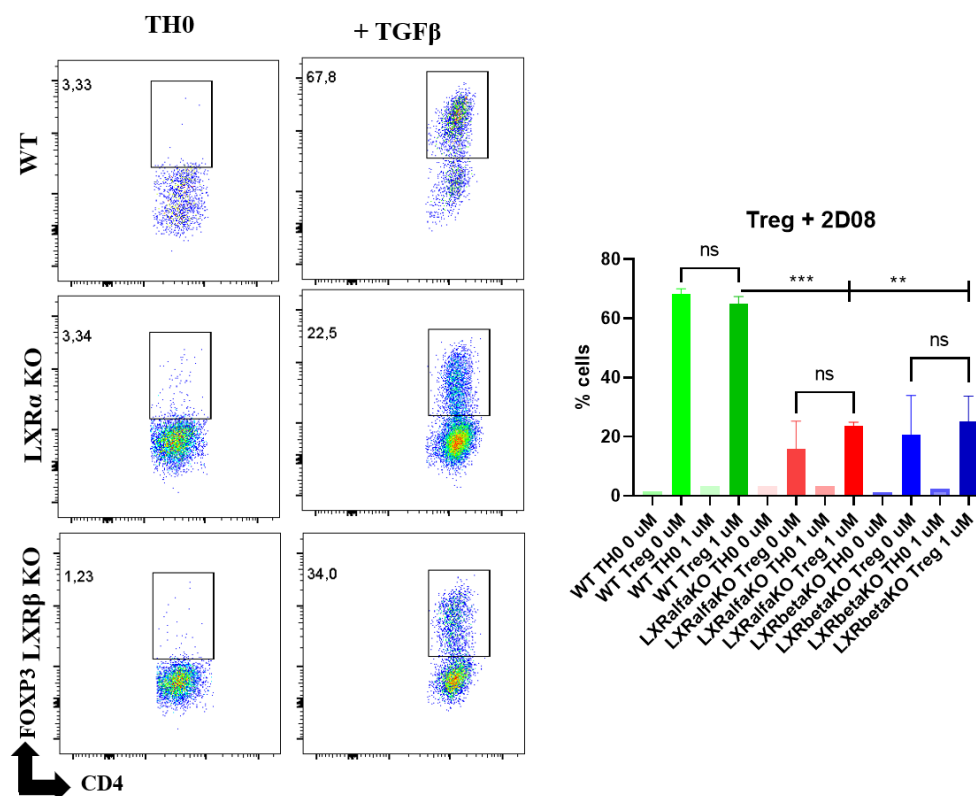 TH0
+ TGFβ
WT
3,33
67,8
LXRα KO
3,34
22,5
LXRβ KO
1,23
34,0
FOXP3
CD4
Treg + 2D08
% cells
80
60
40
20
0
ns
***
**
ns
ns
WT TH0 0 uM
WT Treg 0 uM
WT TH0 1 uM
WT Treg 1 uM
LXRalfaKO TH0 0 uM
LXRalfaKO Treg 0 uM
LXRalfaKO TH0 1 uM
LXRalfaKO Treg 1 uM
LXRbetaKO TH0 0 uM
LXRbetaKO Treg 0 uM
LXRbetaKO TH0 1 uM
LXRbetaKO Treg 1 uM